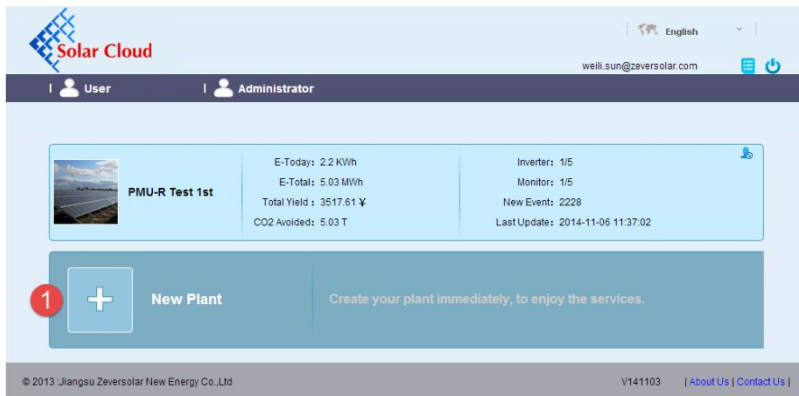 Solar Cloud
English
weili.sun@zeversolar.com
User
Administrator
PMU-R Test 1st
E-Today: 2.2 KWh
E-Total: 5.03 MWh
Total Yield : 3517.61 ¥
CO2 Avoided: 5.03 T
Inverter: 1/5
Monitor: 1/5
New Event: 2228
Last Update: 2014-11-06 11:37:02
1
New Plant
Create your plant immediately, to enjoy the services.
© 2013 :Jiangsu Zeversolar New Energy Co.,Ltd
V141103 | About Us | Contact Us |